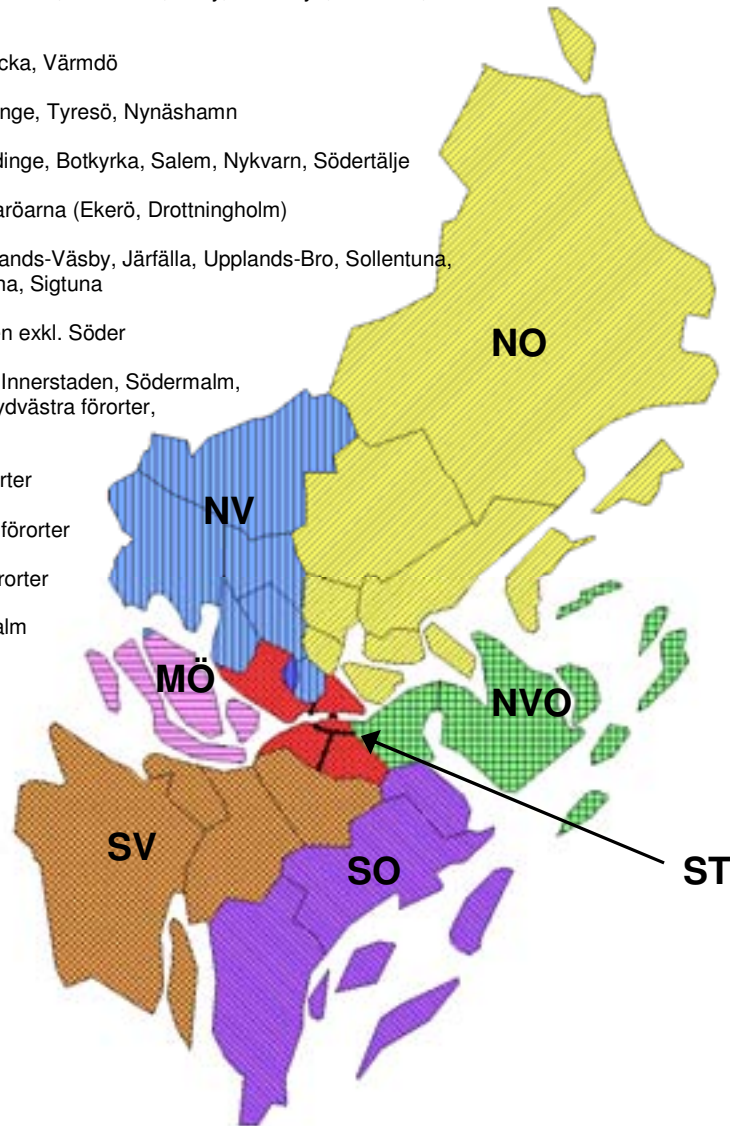 cka, Värmdö
nge, Tyresö, Nynäshamn
dinge, Botkyrka, Salem, Nykvarn, Södertälje
aröarna (Ekerö, Drottningholm)
ands-Väsby, Järfälla, Upplands-Bro, Sollentuna,
na, Sigtuna
n exkl. Söder
Innerstaden, Södermalm,
ydvästra förorter,
rter
förorter
rorter
alm
NO
NV
MÖ
NVO
SV
SO
ST